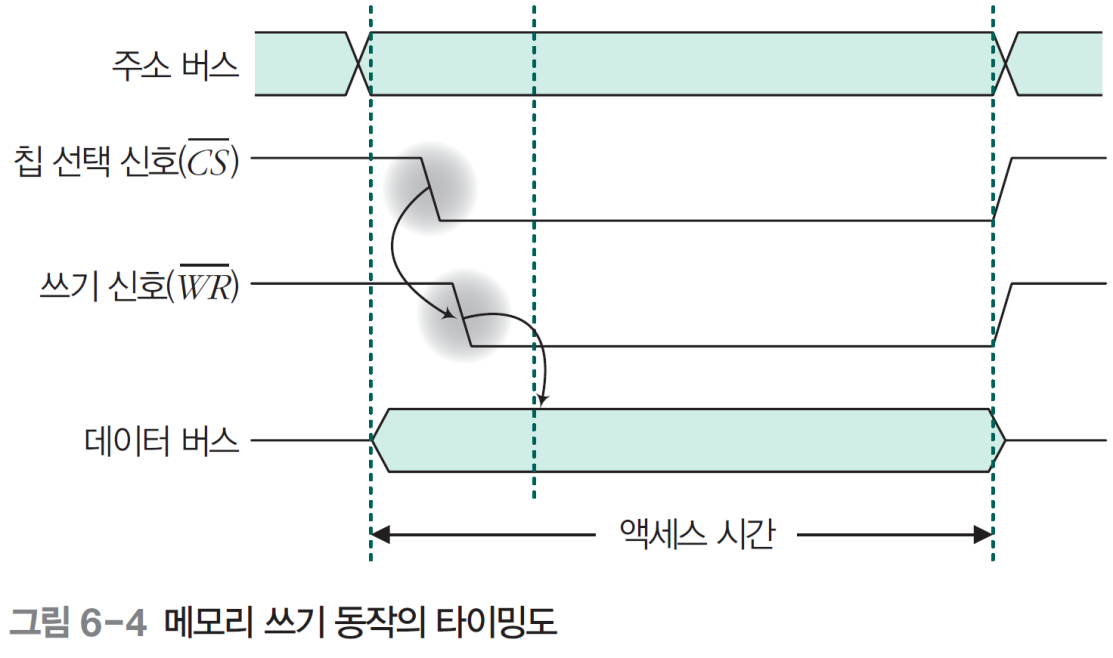 주소 버스
칩 선택 신호(C̅S̅)
쓰기 신호(W̅R̅)
데이터 버스
액세스 시간
그림 6-4 메모리 쓰기 동작의 타이밍도